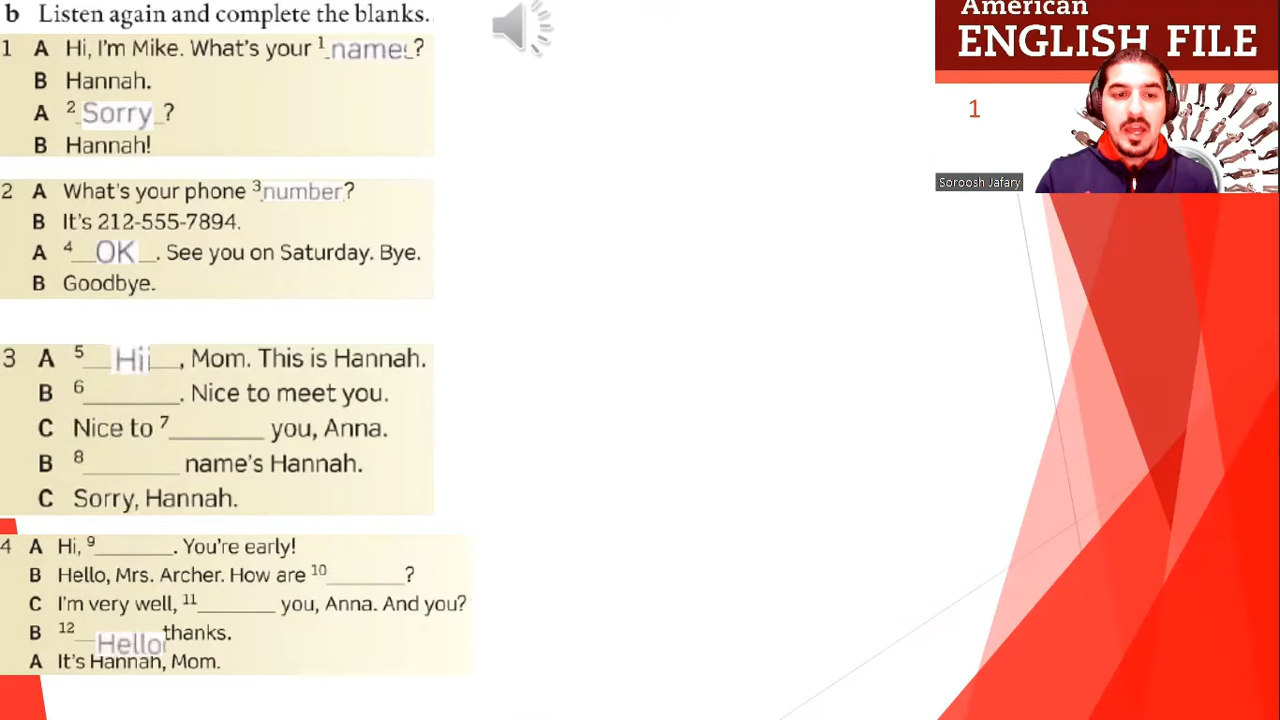 b Listen again and complete the blanks.
1 A Hi, I'm Mike. What's your ¹ name ?
B Hannah.
A ² Sorry ?
B Hannah!
2 A What's your phone ³ number ?
B It's 212-555-7894.
A ⁴ OK . See you on Saturday. Bye.
B Goodbye.
3 A ⁵ Hi , Mom. This is Hannah.
B ⁶ ________. Nice to meet you.
C Nice to ⁷ ________ you, Anna.
B ⁸ ________ name's Hannah.
C Sorry, Hannah.
4 A Hi, ⁹ ________. You're early!
B Hello, Mrs. Archer. How are ¹⁰ ________?
C I'm very well, ¹¹ ________ you, Anna. And you?
B ¹² thanks.
Hello
A It's Hannah, Mom.
American
ENGLISH FILE
1
Soroosh Jafary